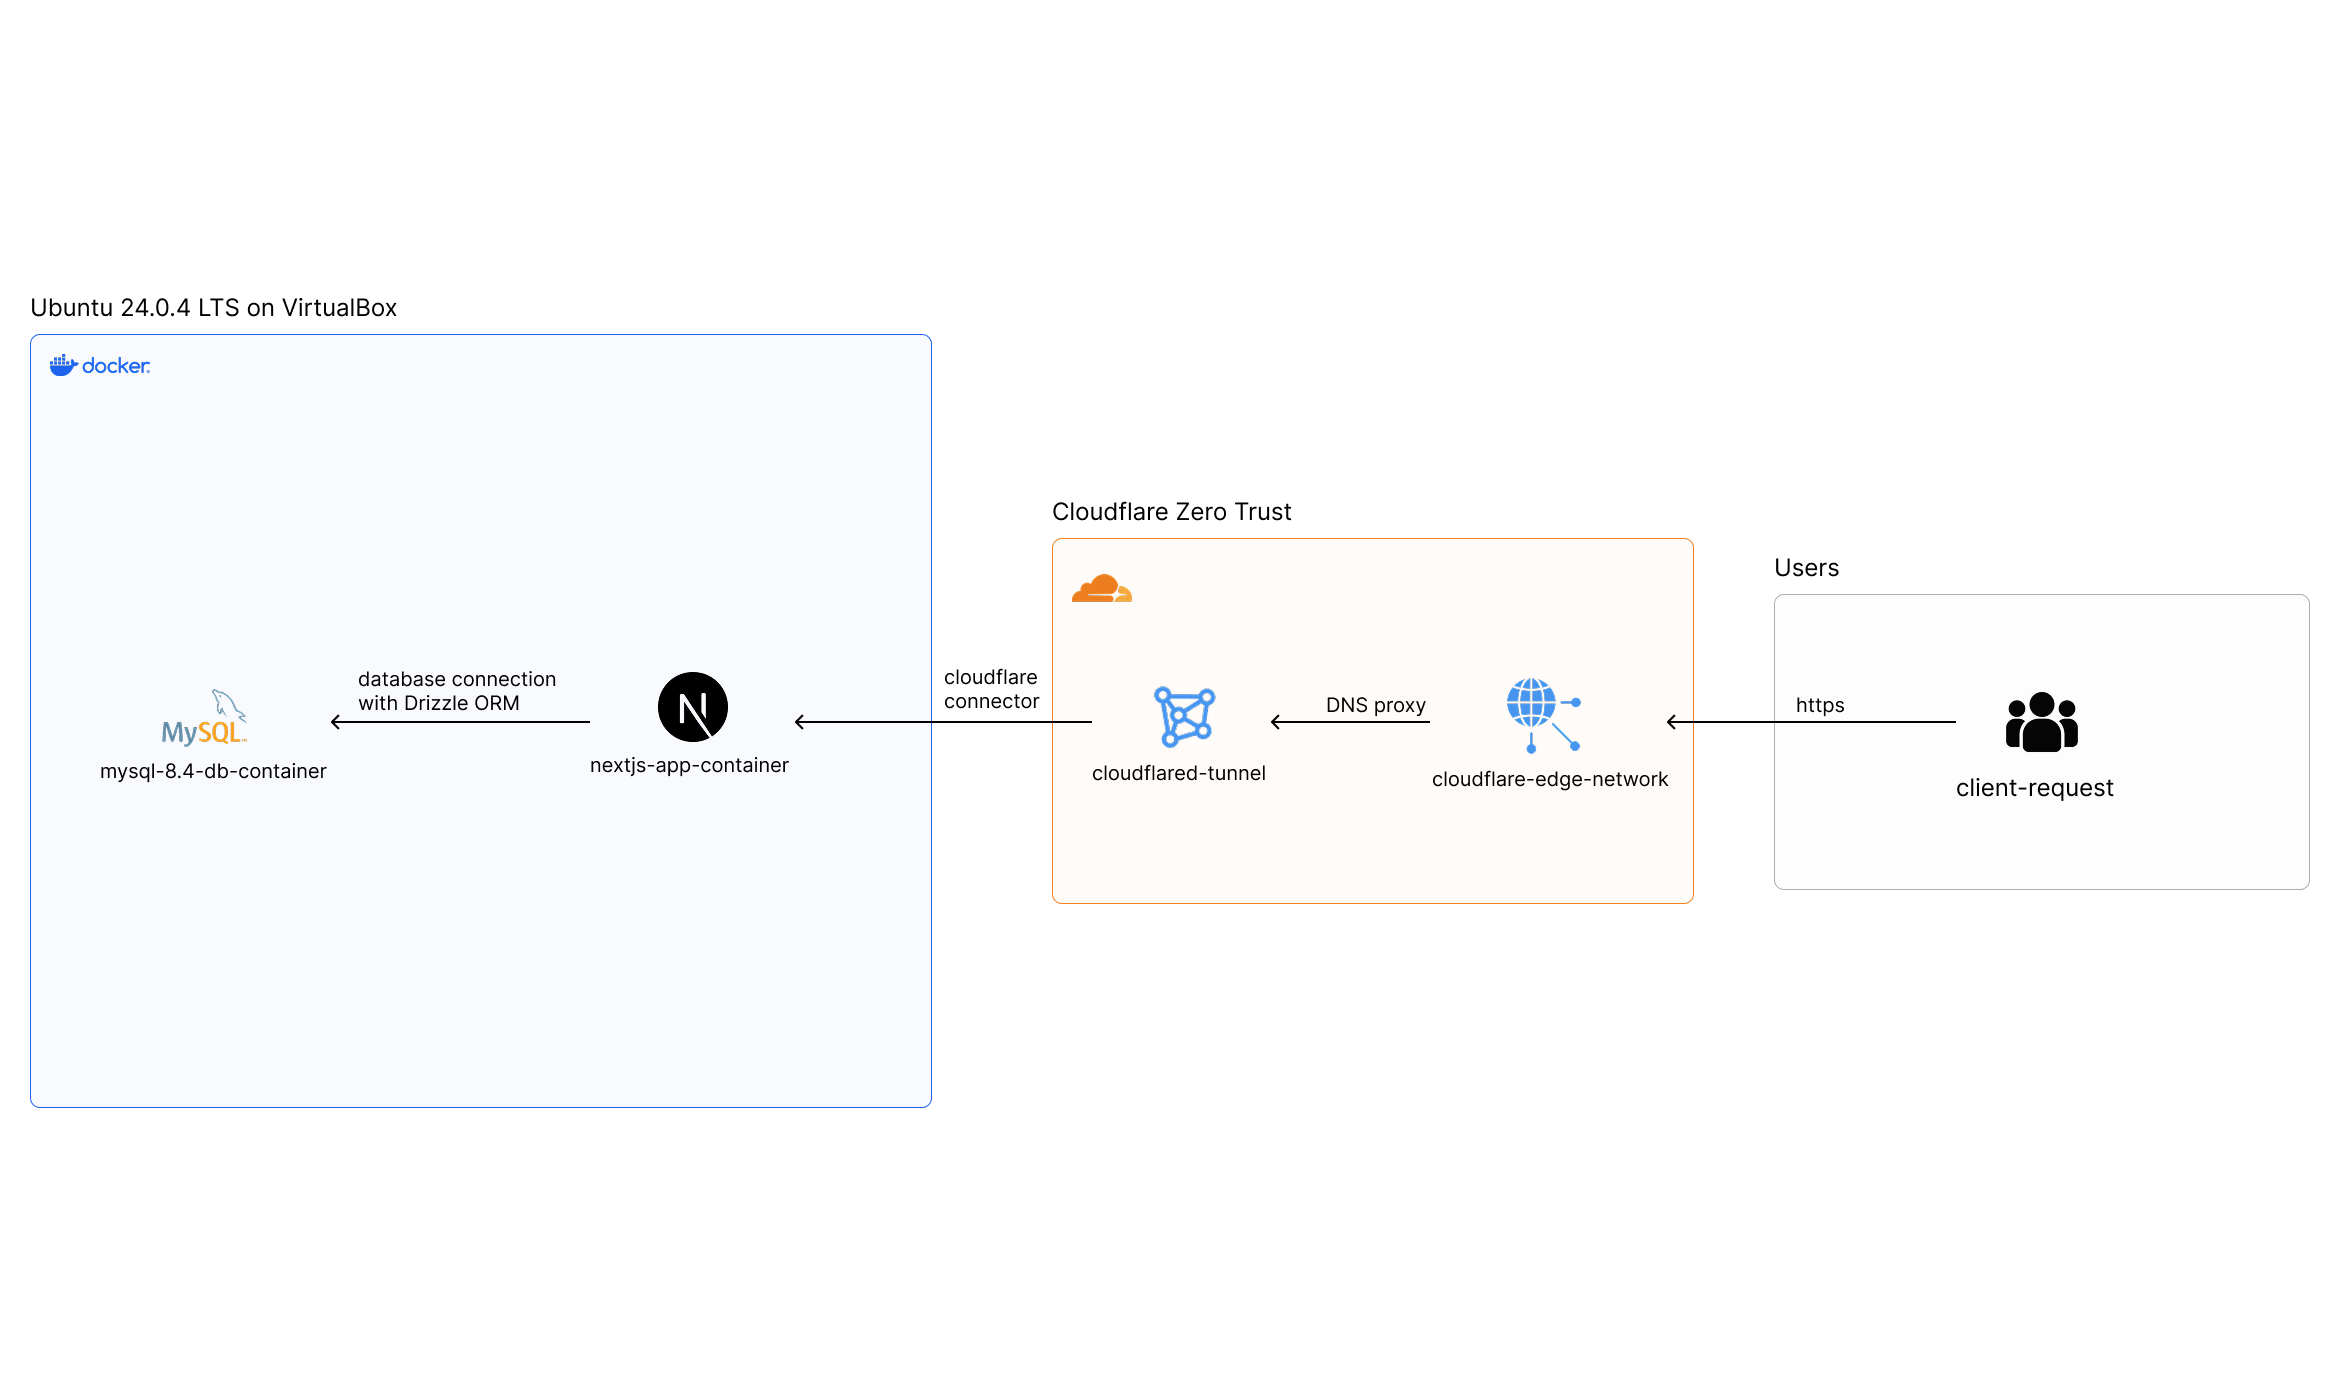 Ubuntu 24.0.4 LTS on VirtualBox
docker
database connection
with Drizzle ORM
MySQL™
mysql-8.4-db-container
nextjs-app-container
cloudflare
connector
Cloudflare Zero Trust
cloudflared-tunnel
DNS proxy
cloudflare-edge-network
Users
https
client-request